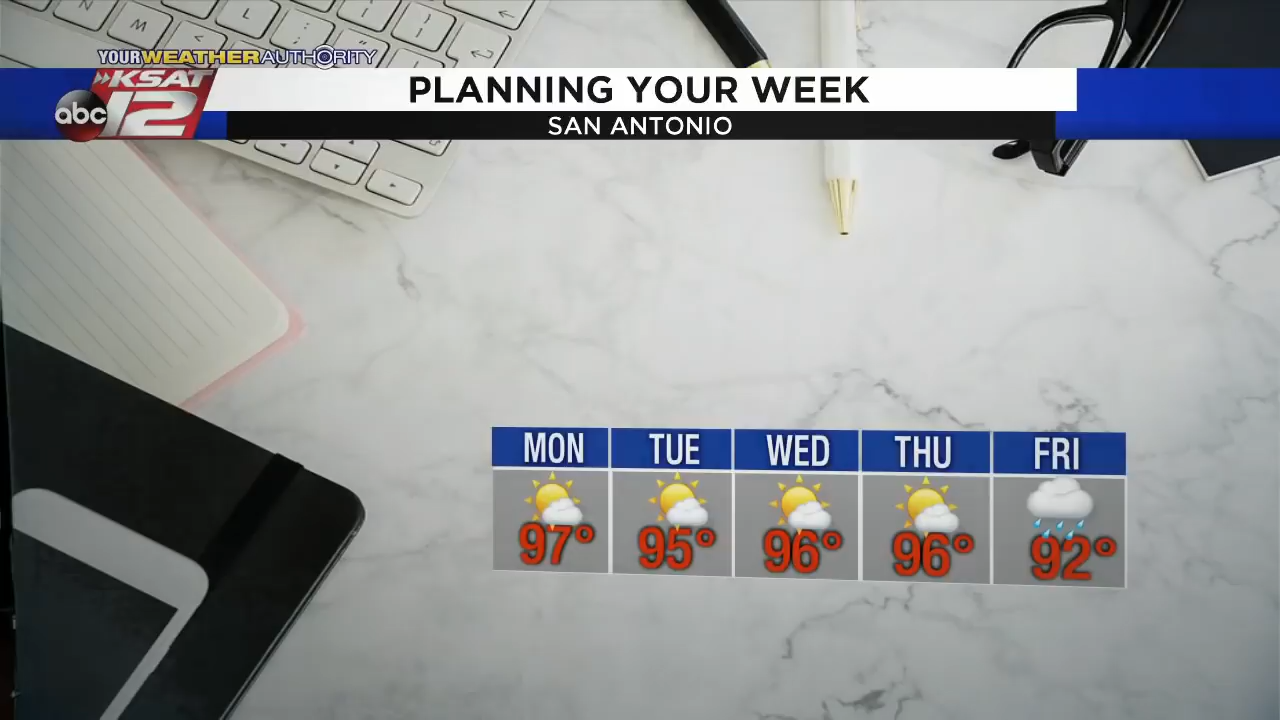 YOUR WEATHER AUTHORITY
KSAT
abc 12
PLANNING YOUR WEEK
SAN ANTONIO
MON TUE WED THU FRI
97° 95° 96° 96° 92°
N M L